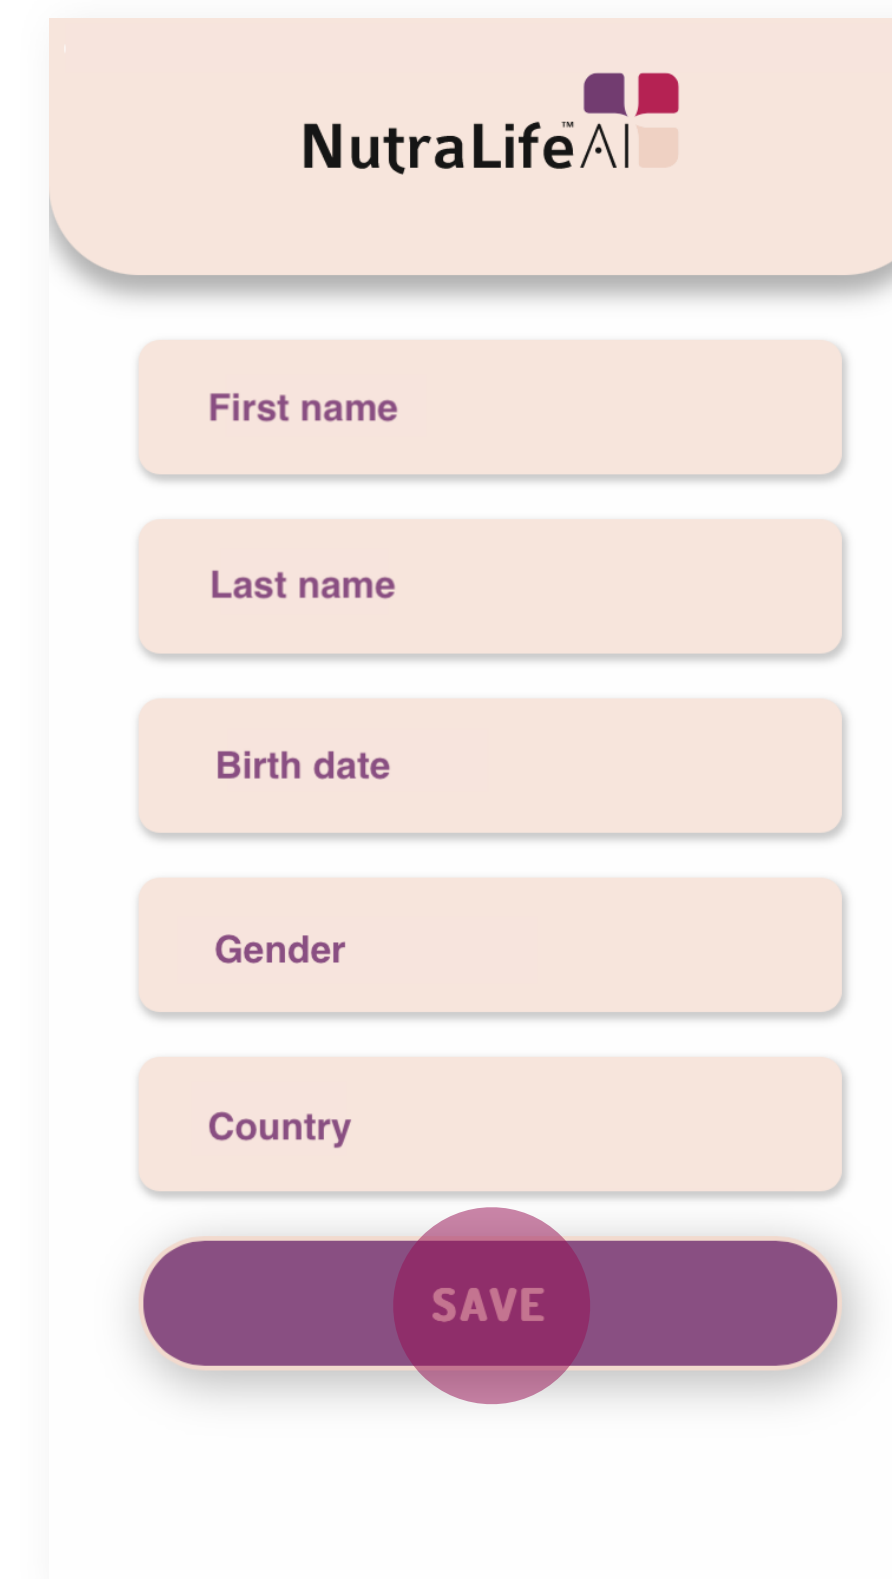 NutraLife™AI
First name
Last name
Birth date
Gender
Country
SAVE